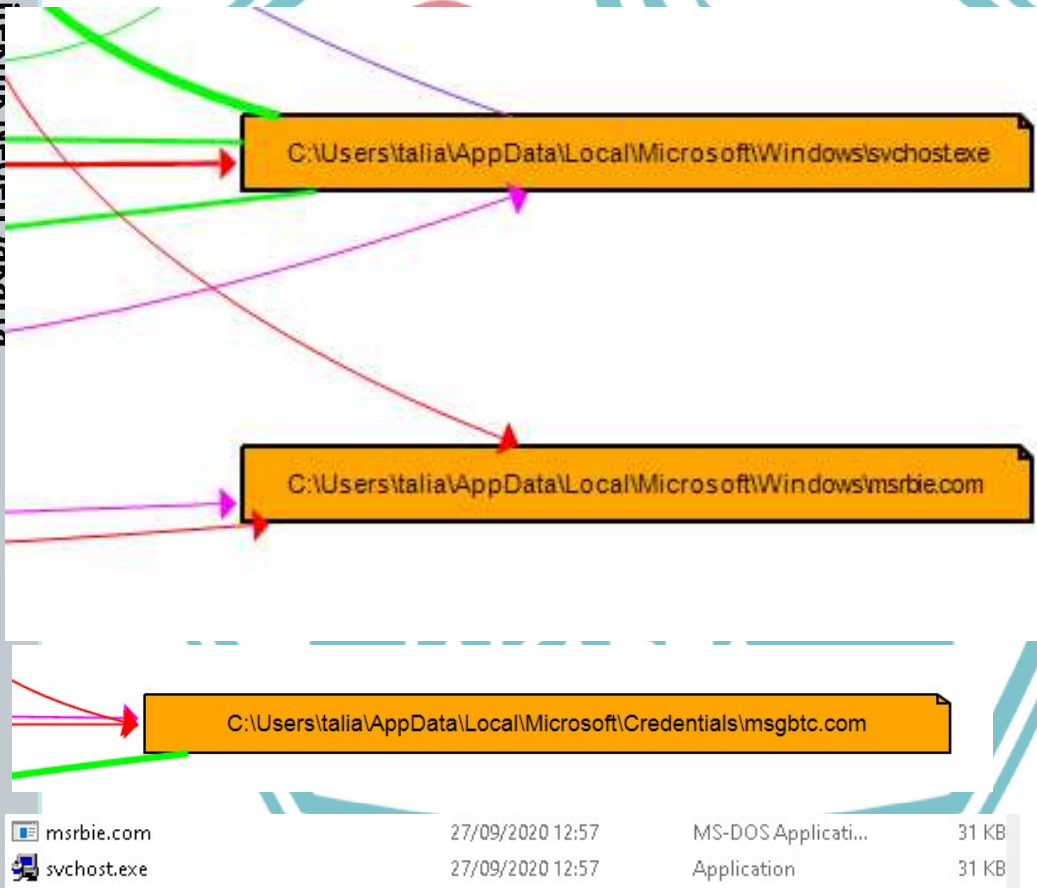 C:\Users\talia\AppData\Local\Microsoft\Windows\svchost.exe
C:\Users\talia\AppData\Local\Microsoft\Windows\msrbie.com
C:\Users\talia\AppData\Local\Microsoft\Credentials\msgbtc.com
msrbie.com 27/09/2020 12:57 MS-DOS Applicati... 31 KB
svchost.exe 27/09/2020 12:57 Application 31 KB